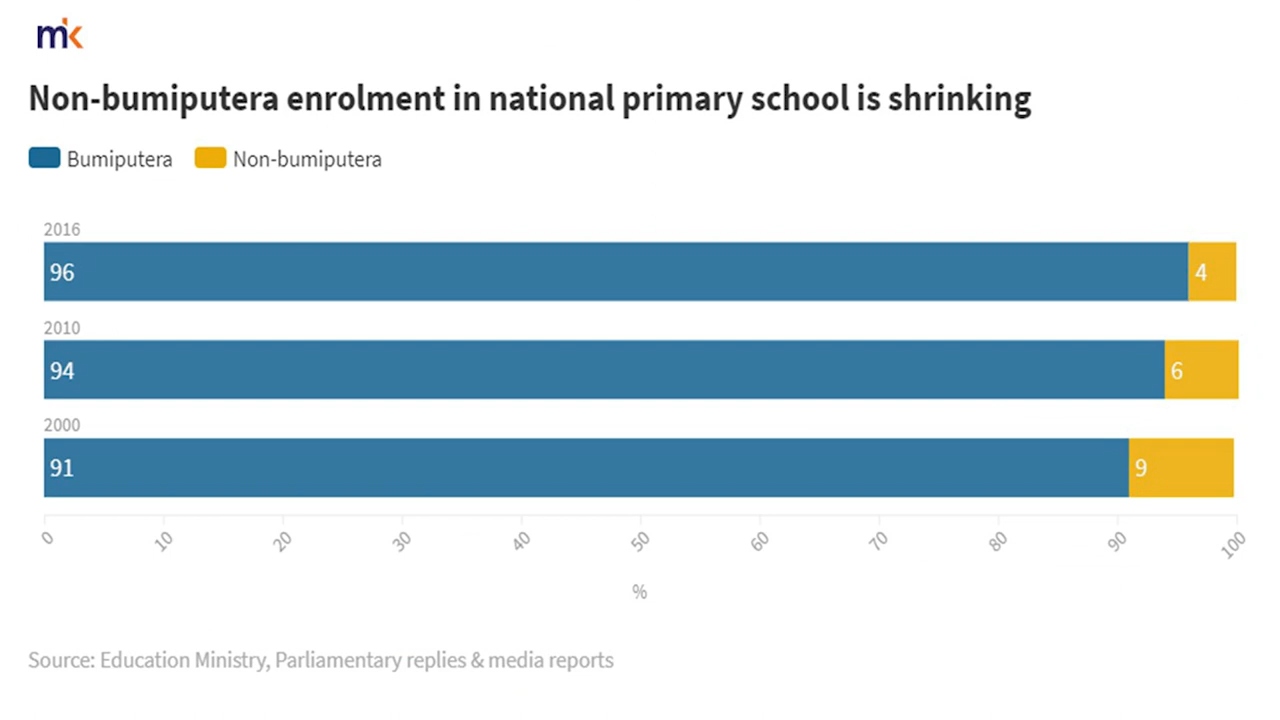 mk
Non-bumiputera enrolment in national primary school is shrinking
Bumiputera Non-bumiputera
2016
96 4
2010
94 6
2000
91 9
0 10 20 30 40 50 60 70 80 90 100
%
Source: Education Ministry, Parliamentary replies & media reports